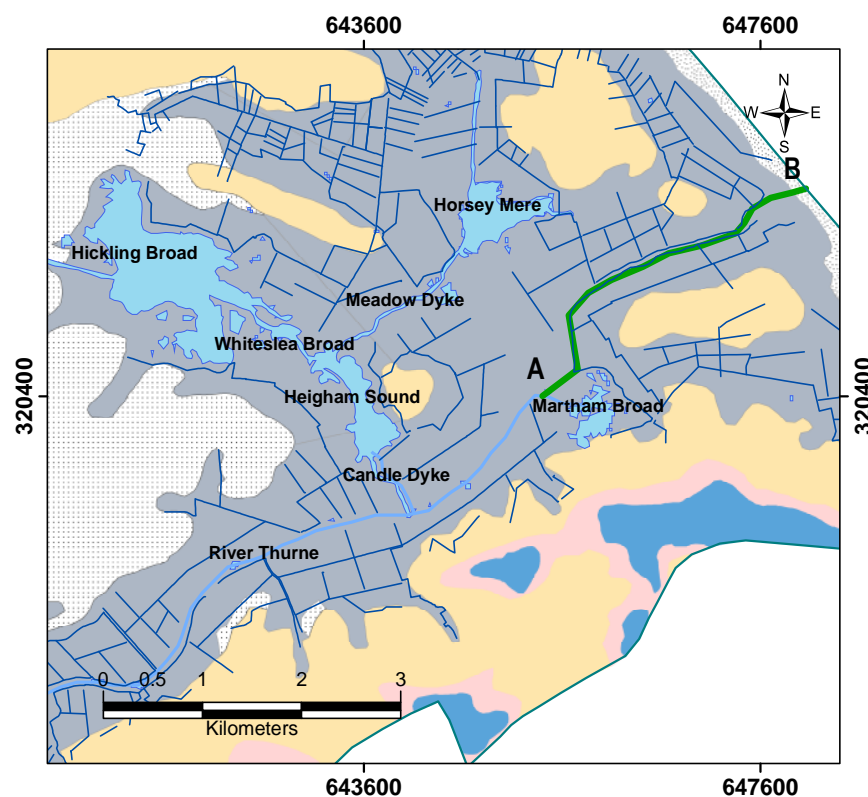 643600
647600
N
W E
S
B
Horsey Mere
Hickling Broad
Meadow Dyke
Whiteslea Broad
A
Heigham Sound
Martham Broad
320400
320400
Candle Dyke
River Thurne
0 0.5 1 2 3
Kilometers
643600
647600